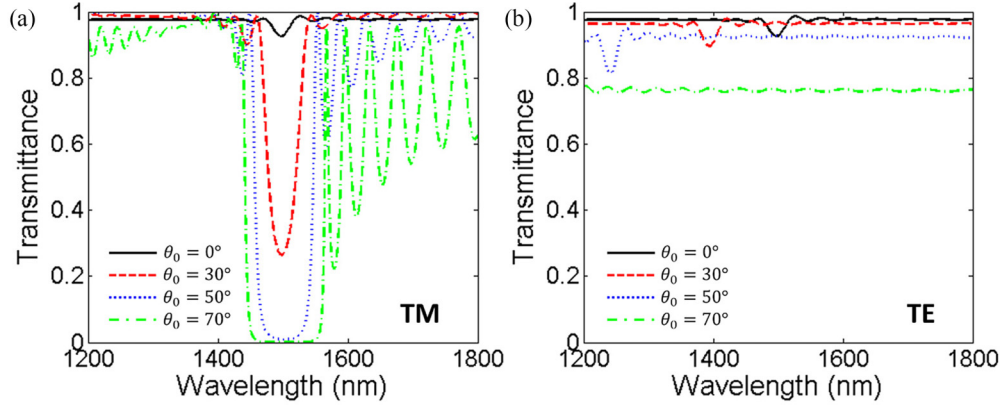 (a)
1
0.8
0.6
0.4
0.2
0
Transmittance
θ₀ = 0°
θ₀ = 30°
θ₀ = 50°
θ₀ = 70°
TM
1200 1400 1600 1800
Wavelength (nm)
(b)
1
0.8
0.6
0.4
0.2
0
Transmittance
θ₀ = 0°
θ₀ = 30°
θ₀ = 50°
θ₀ = 70°
TE
1200 1400 1600 1800
Wavelength (nm)